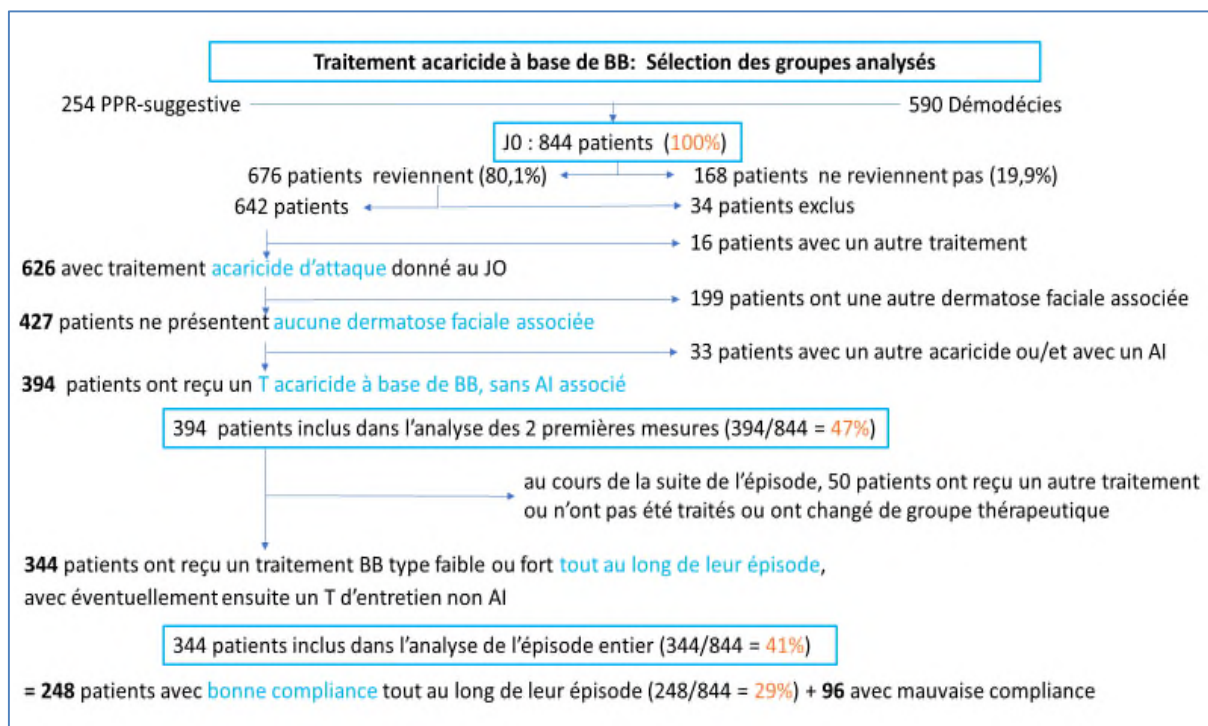 Traitement acaricide à base de BB: Sélection des groupes analysés
254 PPR-suggestive
590 Démodécies
J0 : 844 patients (100%)
676 patients reviennent (80,1%)
168 patients ne reviennent pas (19,9%)
642 patients
34 patients exclus
16 patients avec un autre traitement
626 avec traitement acaricide d'attaque donné au J0
199 patients ont une autre dermatose faciale associée
427 patients ne présentent aucune dermatose faciale associée
33 patients avec un autre acaricide ou/et avec un AI
394 patients ont reçu un T acaricide à base de BB, sans AI associé
394 patients inclus dans l'analyse des 2 premières mesures (394/844 = 47%)
au cours de la suite de l'épisode, 50 patients ont reçu un autre traitement
ou n'ont pas été traités ou ont changé de groupe thérapeutique
344 patients ont reçu un traitement BB type faible ou fort tout au long de leur épisode,
avec éventuellement ensuite un T d'entretien non AI
344 patients inclus dans l'analyse de l'épisode entier (344/844 = 41%)
= 248 patients avec bonne compliance tout au long de leur épisode (248/844 = 29%) + 96 avec mauvaise compliance